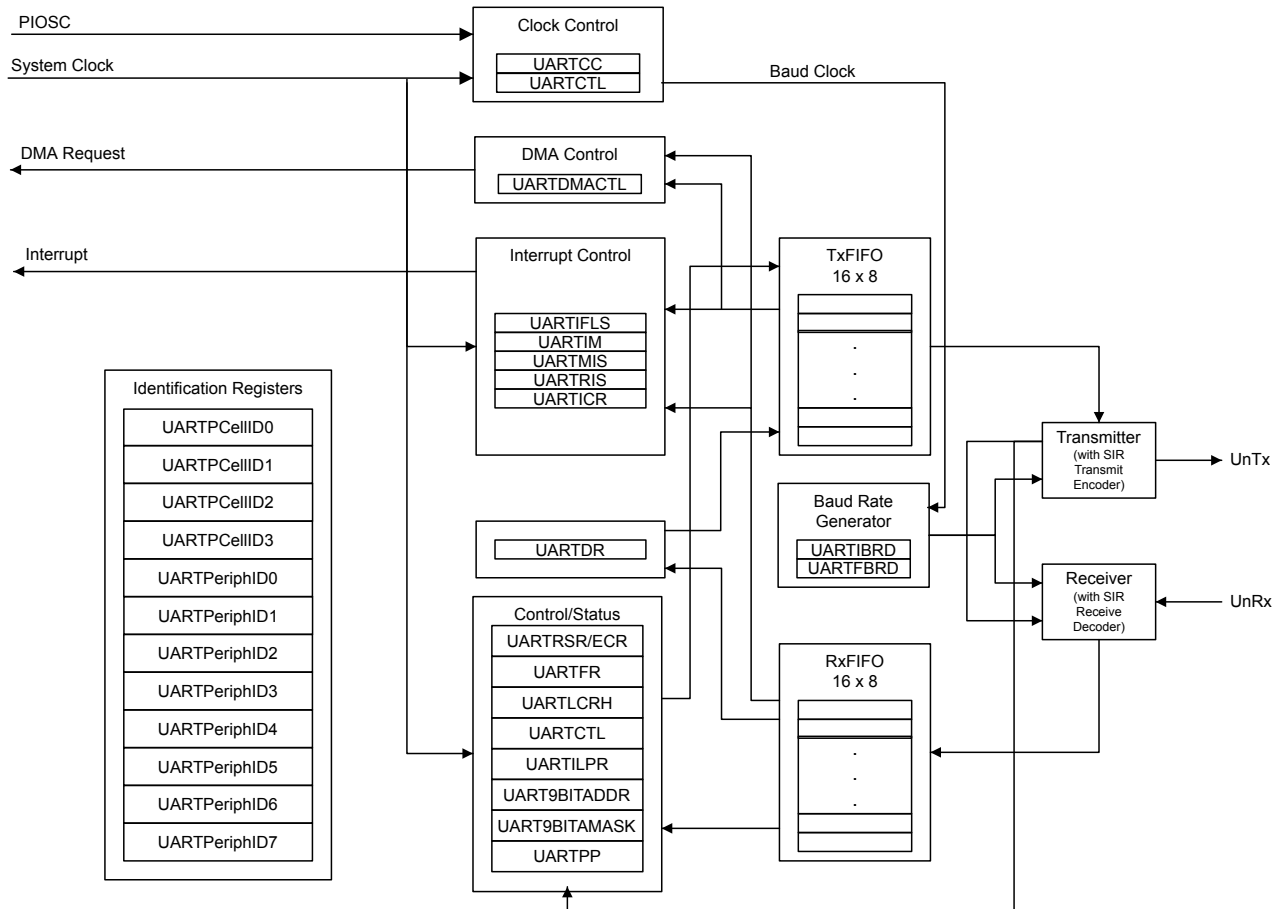 PIOSC
System Clock
DMA Request
Interrupt
Clock Control
UARTCC
UARTCTL
Baud Clock
DMA Control
UARTDMACTL
Interrupt Control
UARTIFLS
UARTIM
UARTMIS
UARTRIS
UARTICR
TxFIFO
16 x 8
.
.
.
Identification Registers
UARTPCellID0
UARTPCellID1
UARTPCellID2
UARTPCellID3
UARTPeriphID0
UARTPeriphID1
UARTPeriphID2
UARTPeriphID3
UARTPeriphID4
UARTPeriphID5
UARTPeriphID6
UARTPeriphID7
UARTDR
Baud Rate
Generator
UARTIBRD
UARTFBRD
Transmitter
(with SIR
Transmit
Encoder)
UnTx
Receiver
(with SIR
Receive
Decoder)
UnRx
Control/Status
UARTRSR/ECR
UARTFR
UARTLCRH
UARTCTL
UARTILPR
UART9BITADDR
UART9BITAMASK
UARTPP
RxFIFO
16 x 8
.
.
.